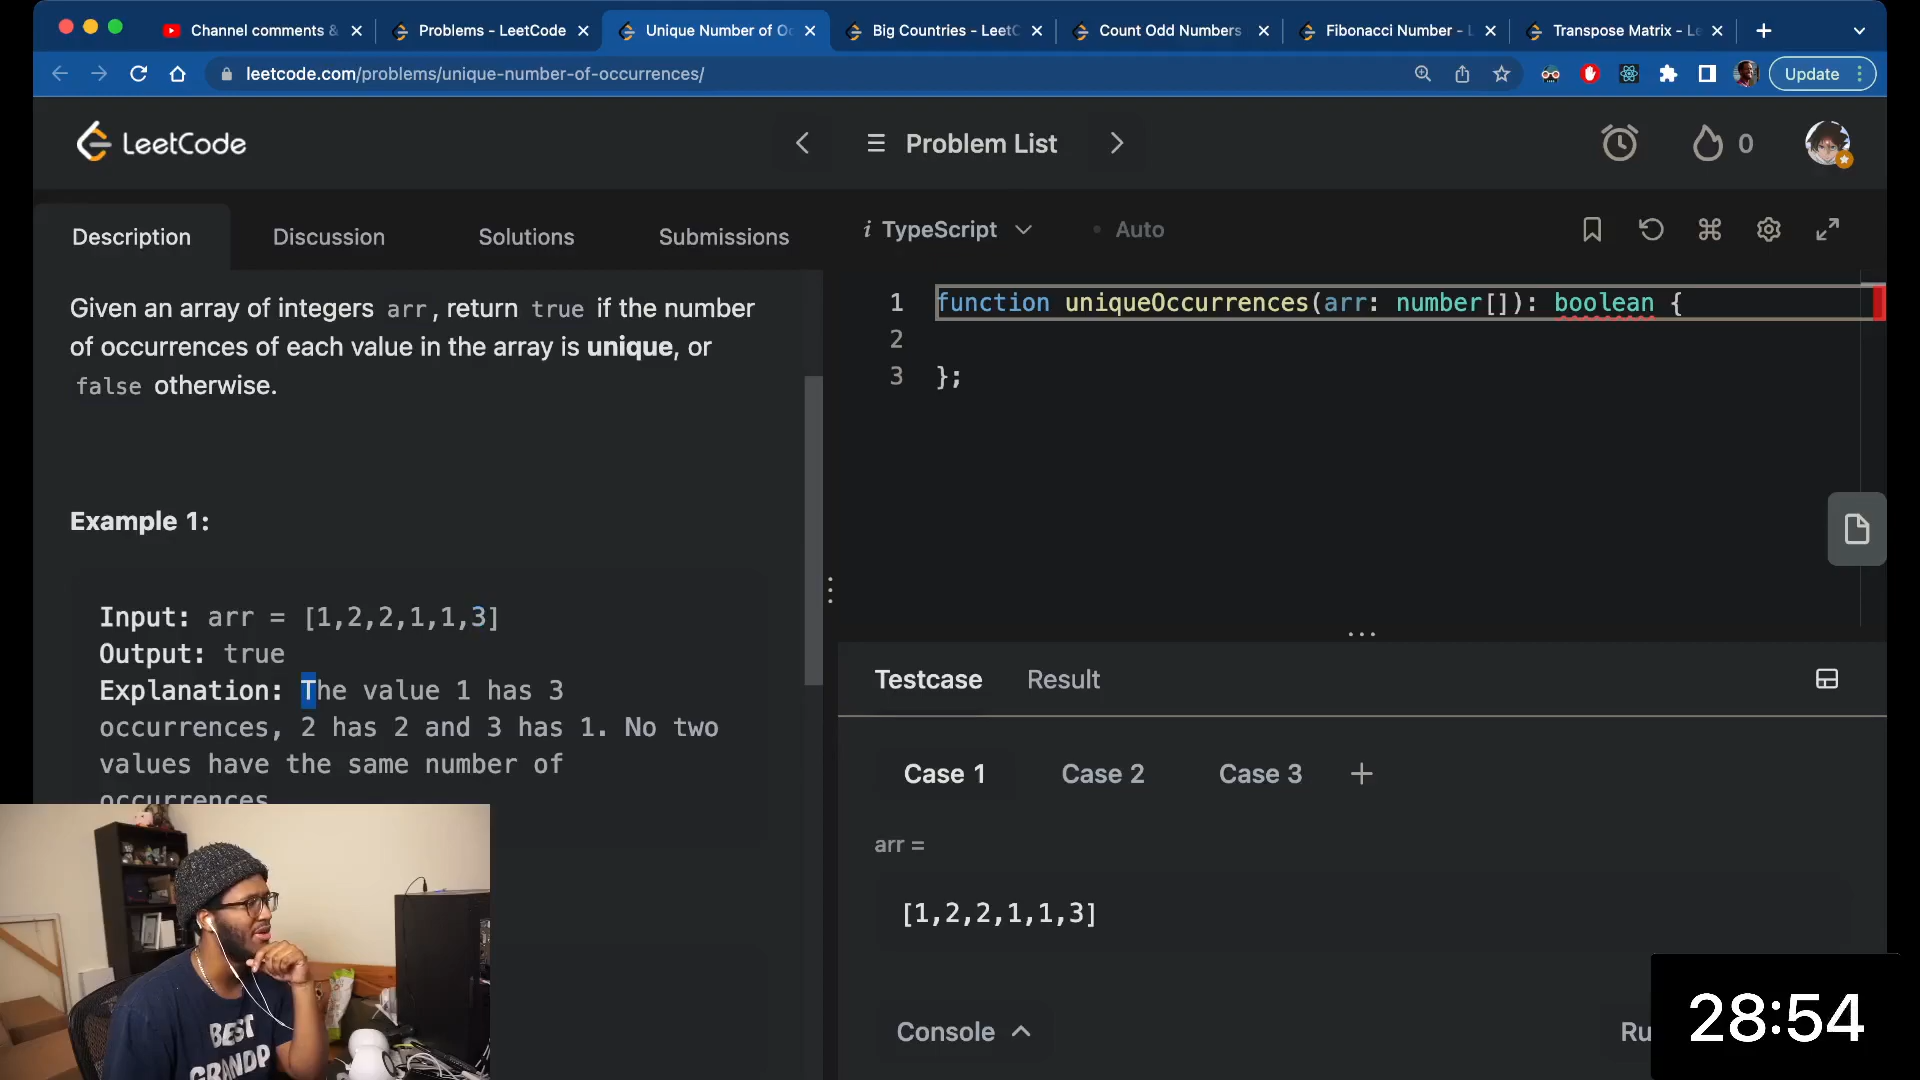 Channel comments &
Problems - LeetCode
Unique Number of Oc
Big Countries - LeetC
Count Odd Numbers
Fibonacci Number - L
Transpose Matrix - Le
leetcode.com/problems/unique-number-of-occurrences/
Update
LeetCode
Problem List
0
Description
Discussion
Solutions
Submissions
i TypeScript
• Auto
Given an array of integers arr, return true if the number
of occurrences of each value in the array is unique, or
false otherwise.
Example 1:
Input: arr = [1,2,2,1,1,3]
Output: true
Explanation: The value 1 has 3
occurrences, 2 has 2 and 3 has 1. No two
values have the same number of
occurrences
1 function uniqueOccurrences(arr: number[]): boolean {
2
3 };
Testcase
Result
Case 1
Case 2
Case 3
arr =
[1,2,2,1,1,3]
Console
Ru
28:54
BEST
GRANDP